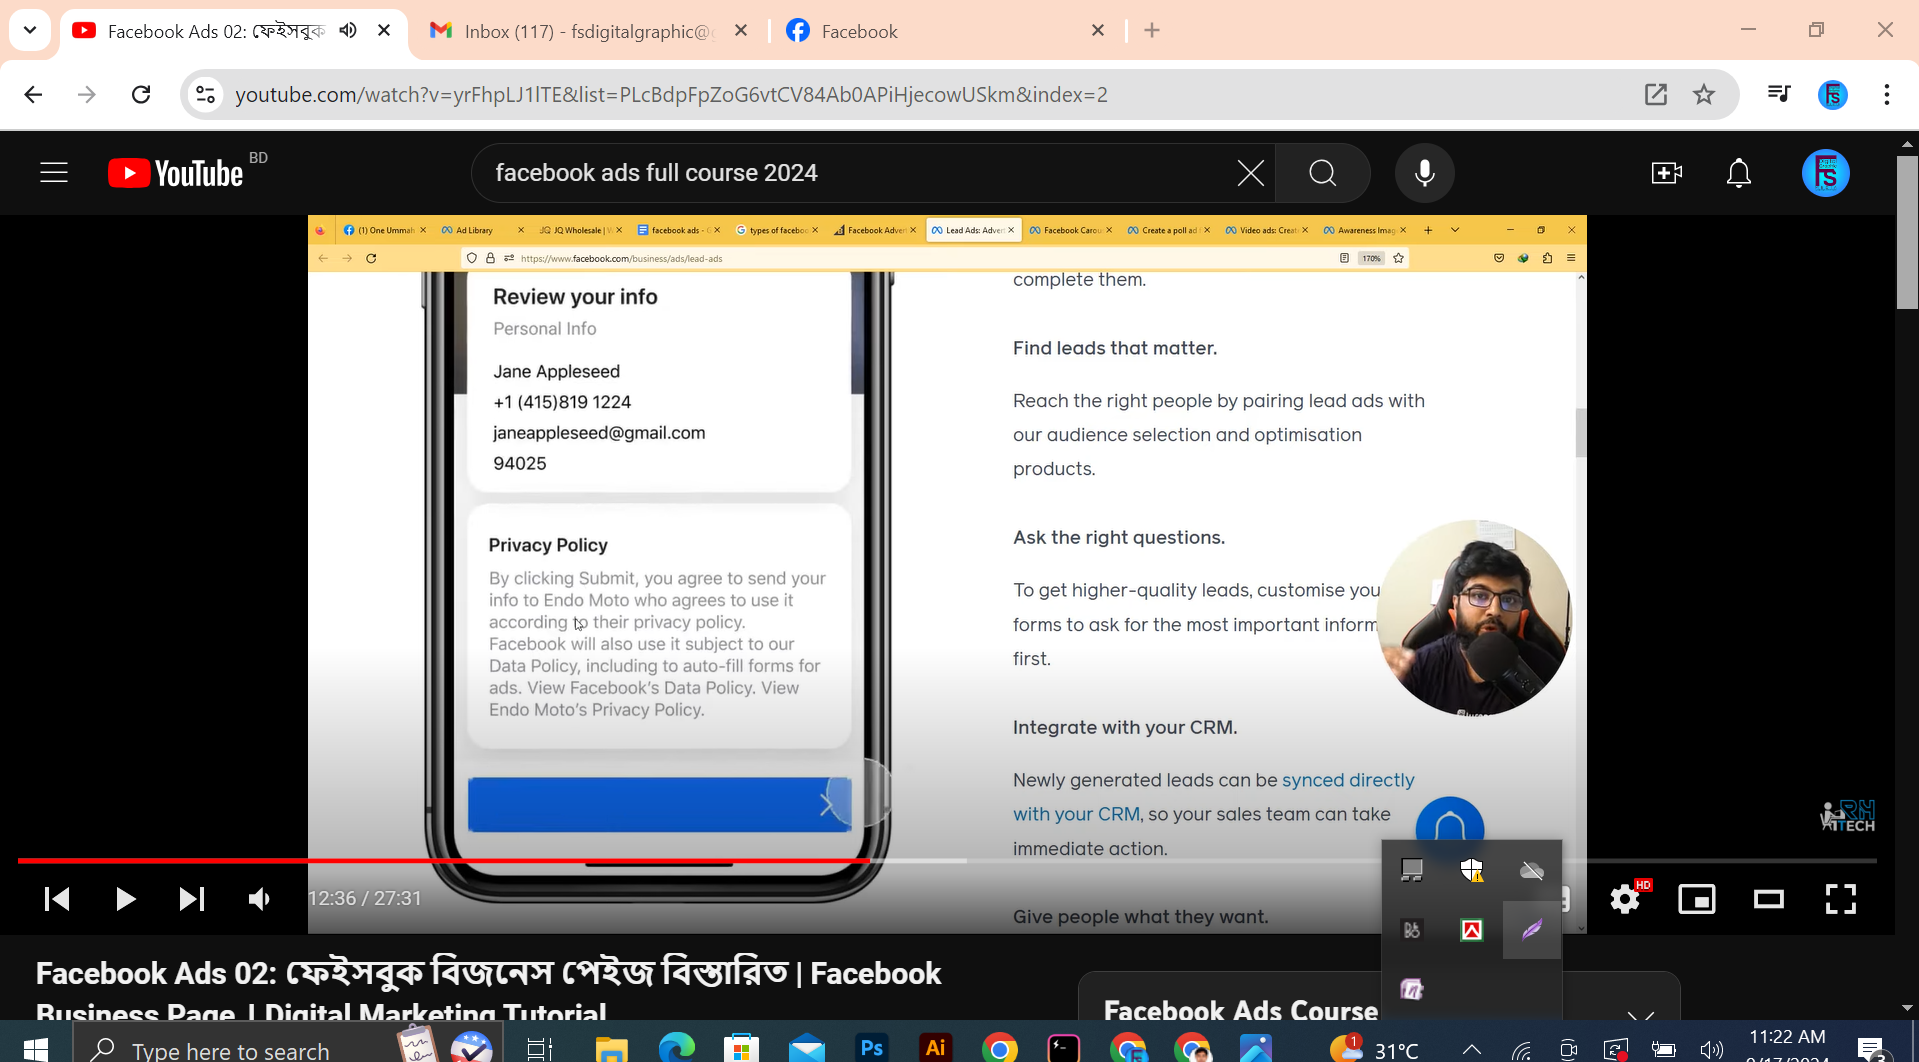 Facebook Ads 02: ফেইসবুক
Inbox (117) - fsdigitalgraphic@
Facebook
youtube.com/watch?v=yrFhpLJ1lTE&list=PLcBdpFpZoG6vtCV84Ab0APiHjecowUSkm&index=2
YouTube BD
facebook ads full course 2024
(1) One Ummah
Ad Library
JQ Wholesale |
facebook ads -
types of facebo
Facebook Advert
Lead Ads: Advert
Facebook Carou
Create a poll ad
Video ads: Creat
Awareness Imag
https://www.facebook.com/business/ads/lead-ads
170%
Review your info
Personal Info
Jane Appleseed
+1 (415)819 1224
janeappleseed@gmail.com
94025
Privacy Policy
By clicking Submit, you agree to send your
info to Endo Moto who agrees to use it
according to their privacy policy.
Facebook will also use it subject to our
Data Policy, including to auto-fill forms for
ads. View Facebook's Data Policy. View
Endo Moto's Privacy Policy.
complete them.
Find leads that matter.
Reach the right people by pairing lead ads with
our audience selection and optimisation
products.
Ask the right questions.
To get higher-quality leads, customise you
forms to ask for the most important inform
first.
Integrate with your CRM.
Newly generated leads can be synced directly
with your CRM, so your sales team can take
immediate action.
Give people what they want.
RH
TECH
12:36 / 27:31
HD
Facebook Ads 02: ফেইসবুক বিজনেস পেইজ বিস্তারিত | Facebook
Business Page | Digital Marketing Tutorial
Facebook Ads Course
Type here to search
Ps
Ai
1
31°C
11:22 AM